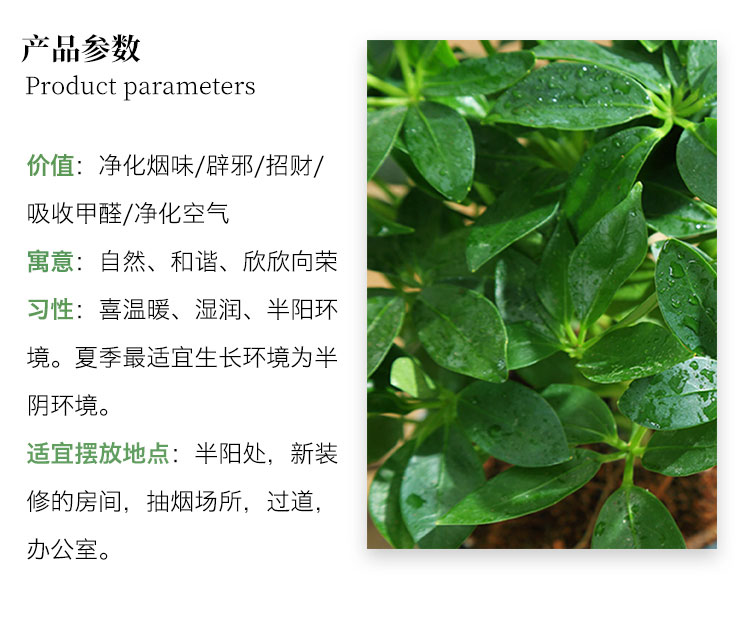 产品参数
Product parameters
价值：净化烟味/辟邪/招财/
吸收甲醛/净化空气
寓意：自然、和谐、欣欣向荣
习性：喜温暖、湿润、半阳环
境。夏季最适宜生长环境为半
阴环境。
适宜摆放地点：半阳处，新装
修的房间，抽烟场所，过道，
办公室。